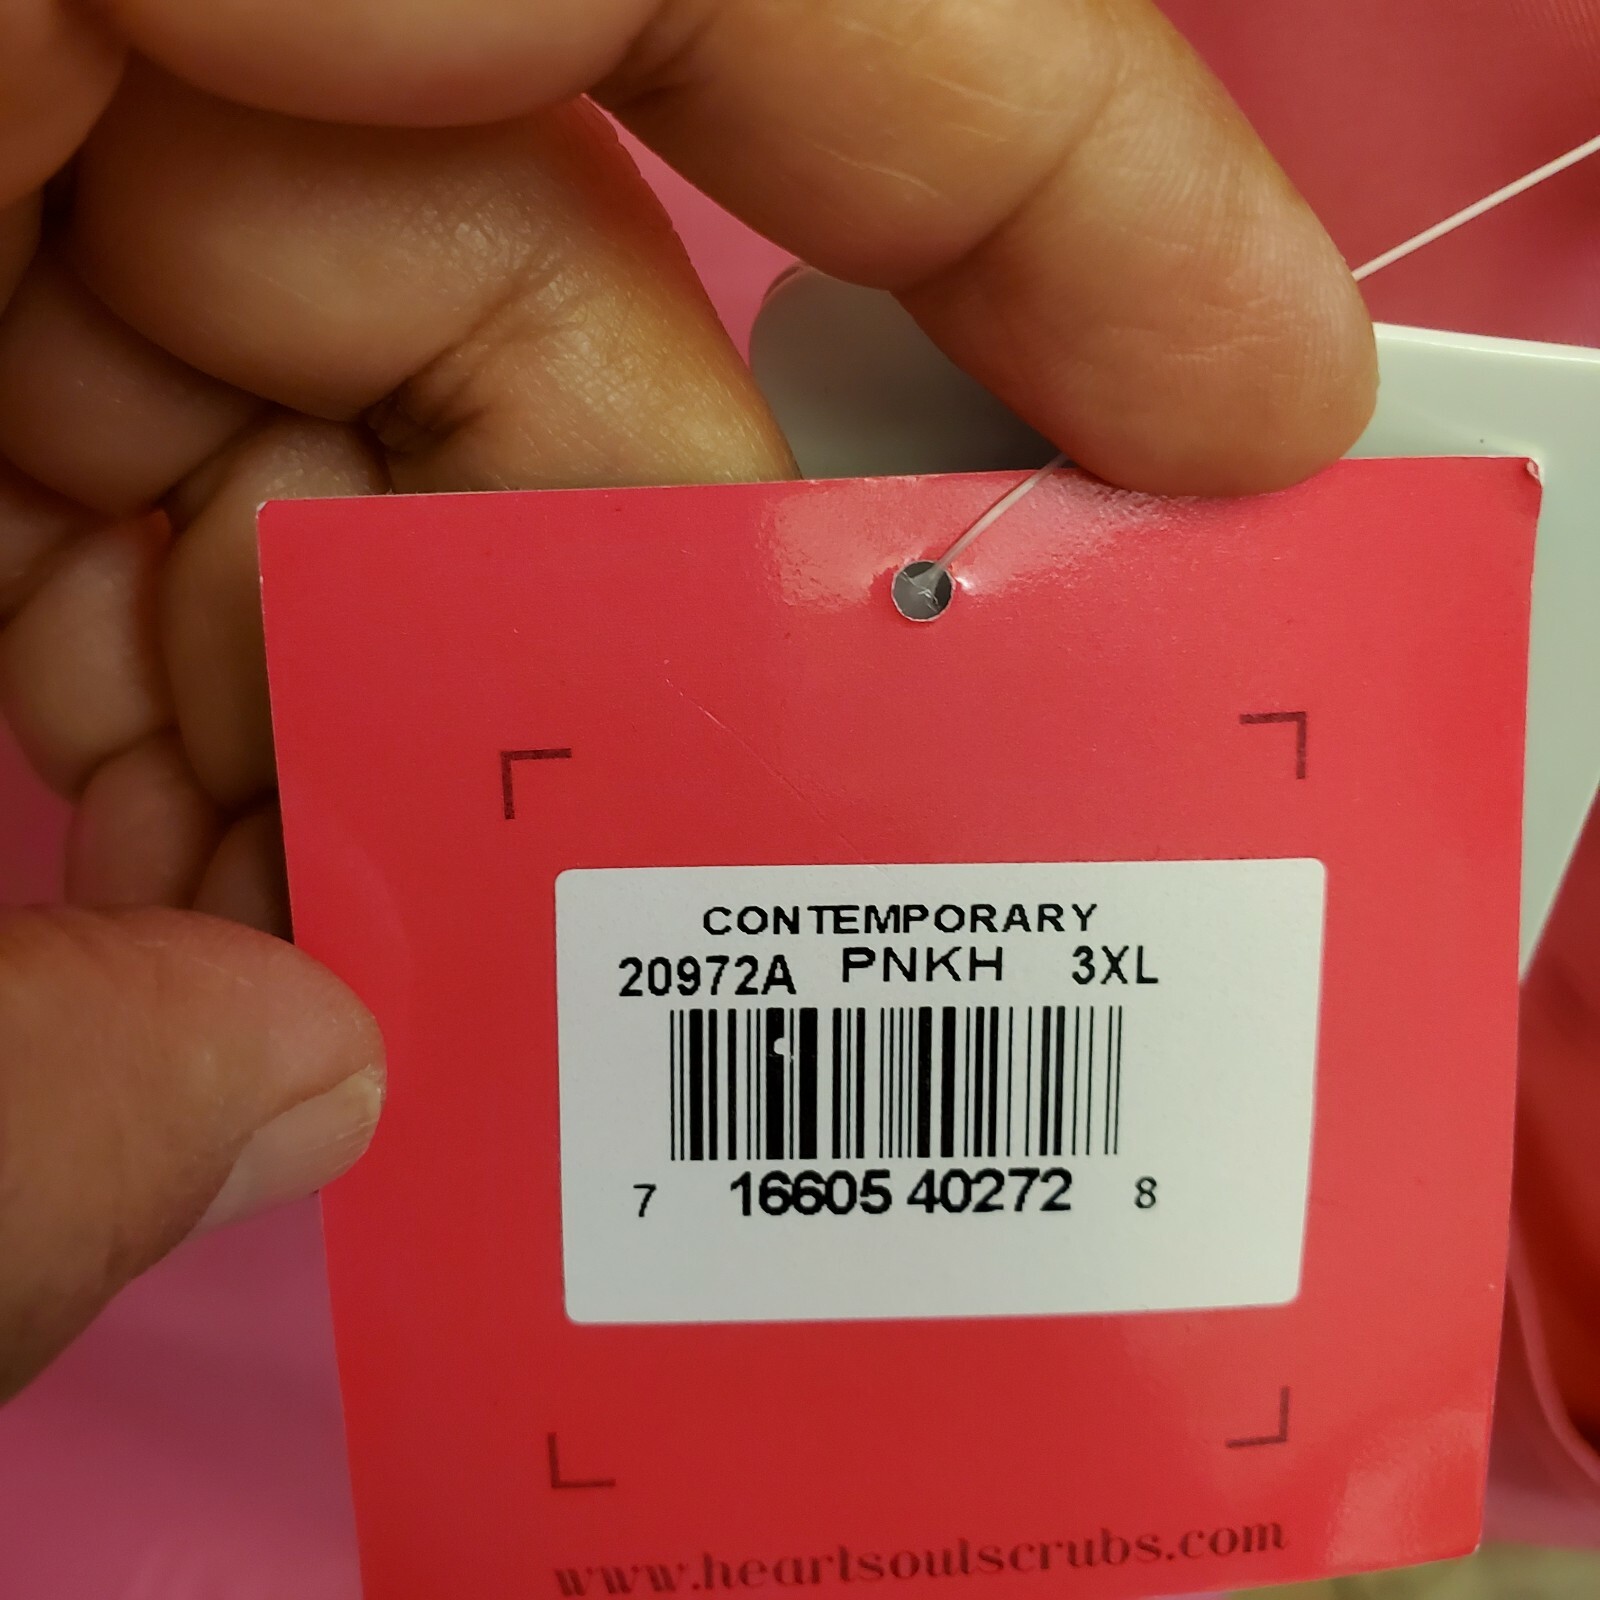 CONTEMPORARY
20972A PNKH 3XL
7 16605 40272 8
www.heartsoulscrubs.com